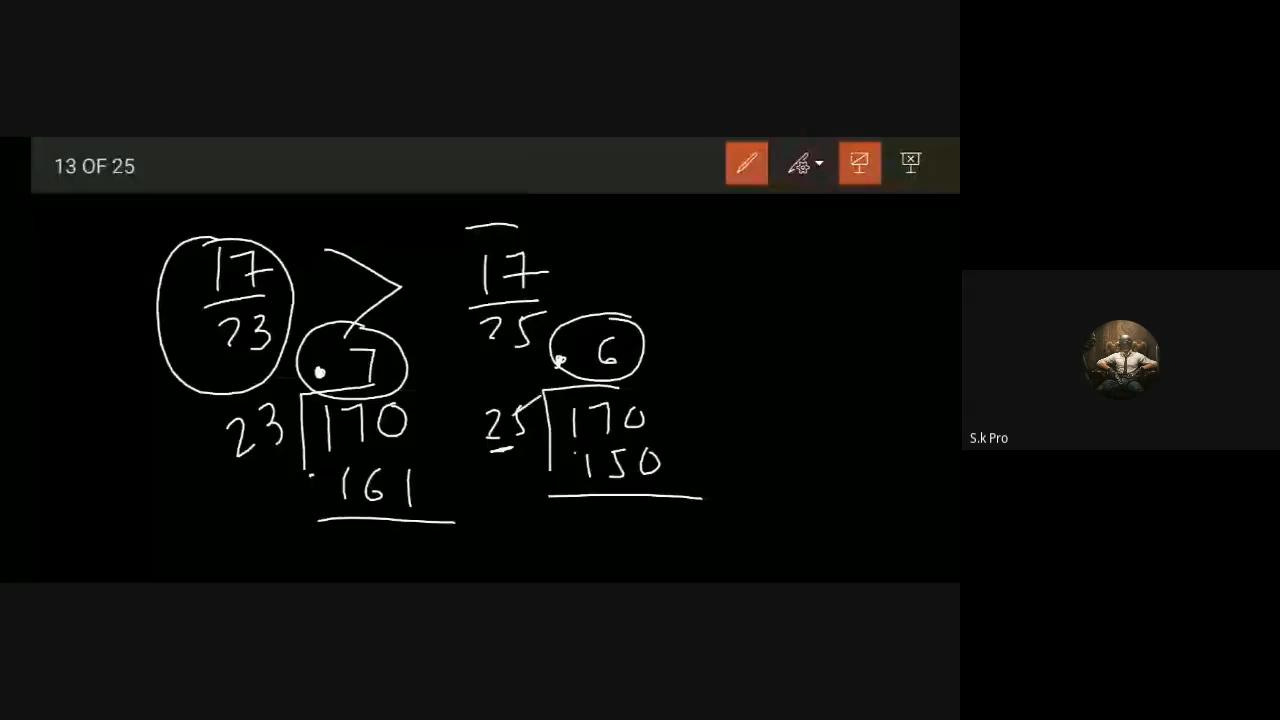 13 OF 25
17 > 17
23 25
.7 .6
23 170 25 170
161 150
S.k Pro